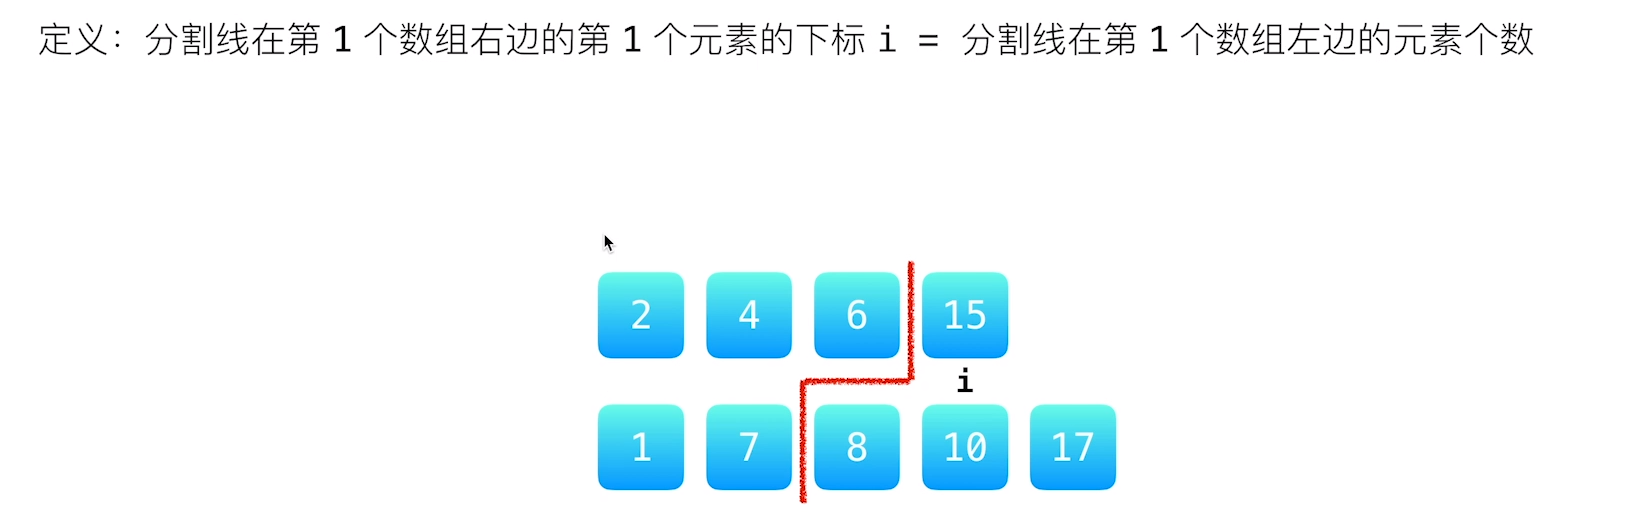 定义：分割线在第 1 个数组右边的第 1 个元素的下标 i = 分割线在第 1 个数组左边的元素个数
2 4 6 15
i
1 7 8 10 17